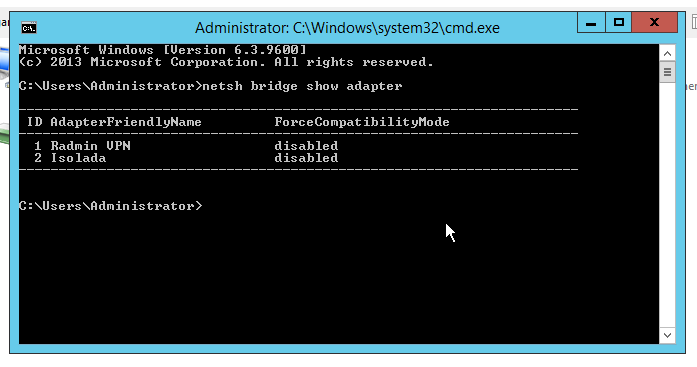 Administrator: C:\Windows\system32\cmd.exe
Microsoft Windows [Version 6.3.9600]
(c) 2013 Microsoft Corporation. All rights reserved.
C:\Users\Administrator>netsh bridge show adapter
ID AdapterFriendlyName ForceCompatibilityMode
1 Radmin VPN disabled
2 Isolada disabled
C:\Users\Administrator>